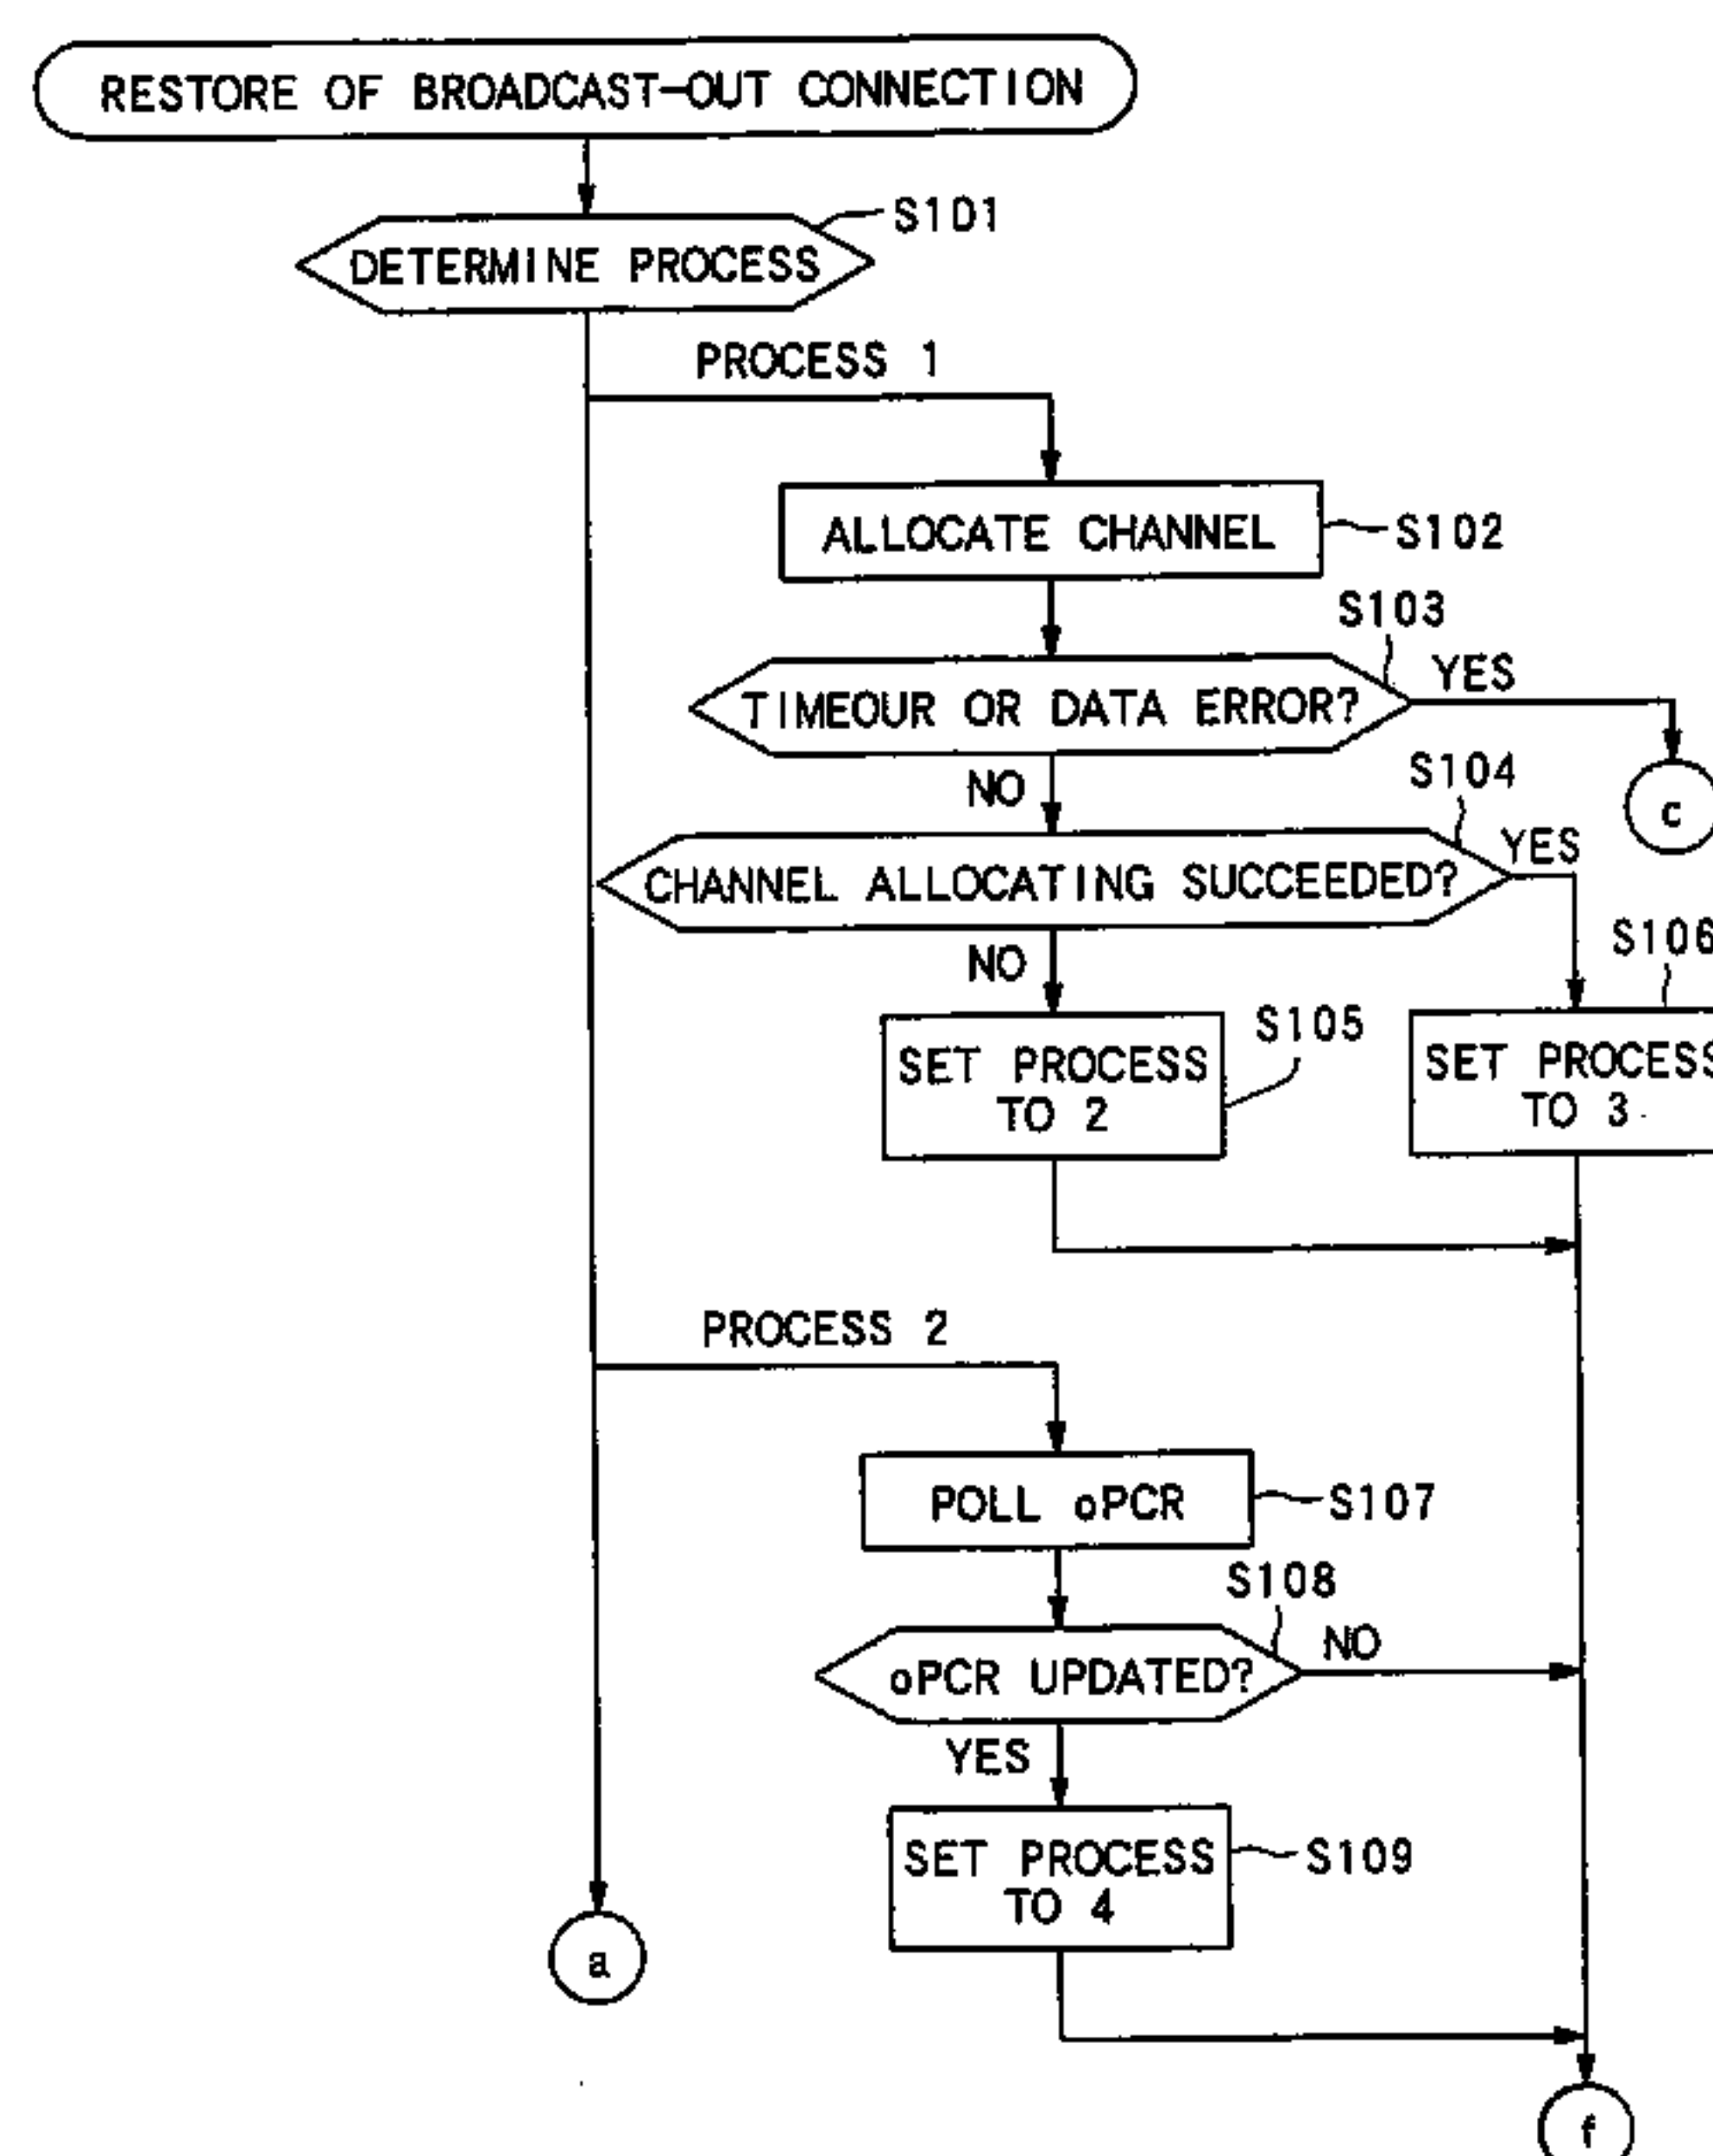 RESTORE OF BROADCAST-OUT CONNECTION
S101
DETERMINE PROCESS
PROCESS 1
ALLOCATE CHANNEL
S102
S103
TIMEOUR OR DATA ERROR?
YES
c
NO
S104
CHANNEL ALLOCATING SUCCEEDED?
YES
NO
S105
S106
SET PROCESS
TO 2
SET PROCESS
TO 3
PROCESS 2
POLL oPCR
S107
S108
oPCR UPDATED?
NO
YES
SET PROCESS
TO 4
S109
a
f